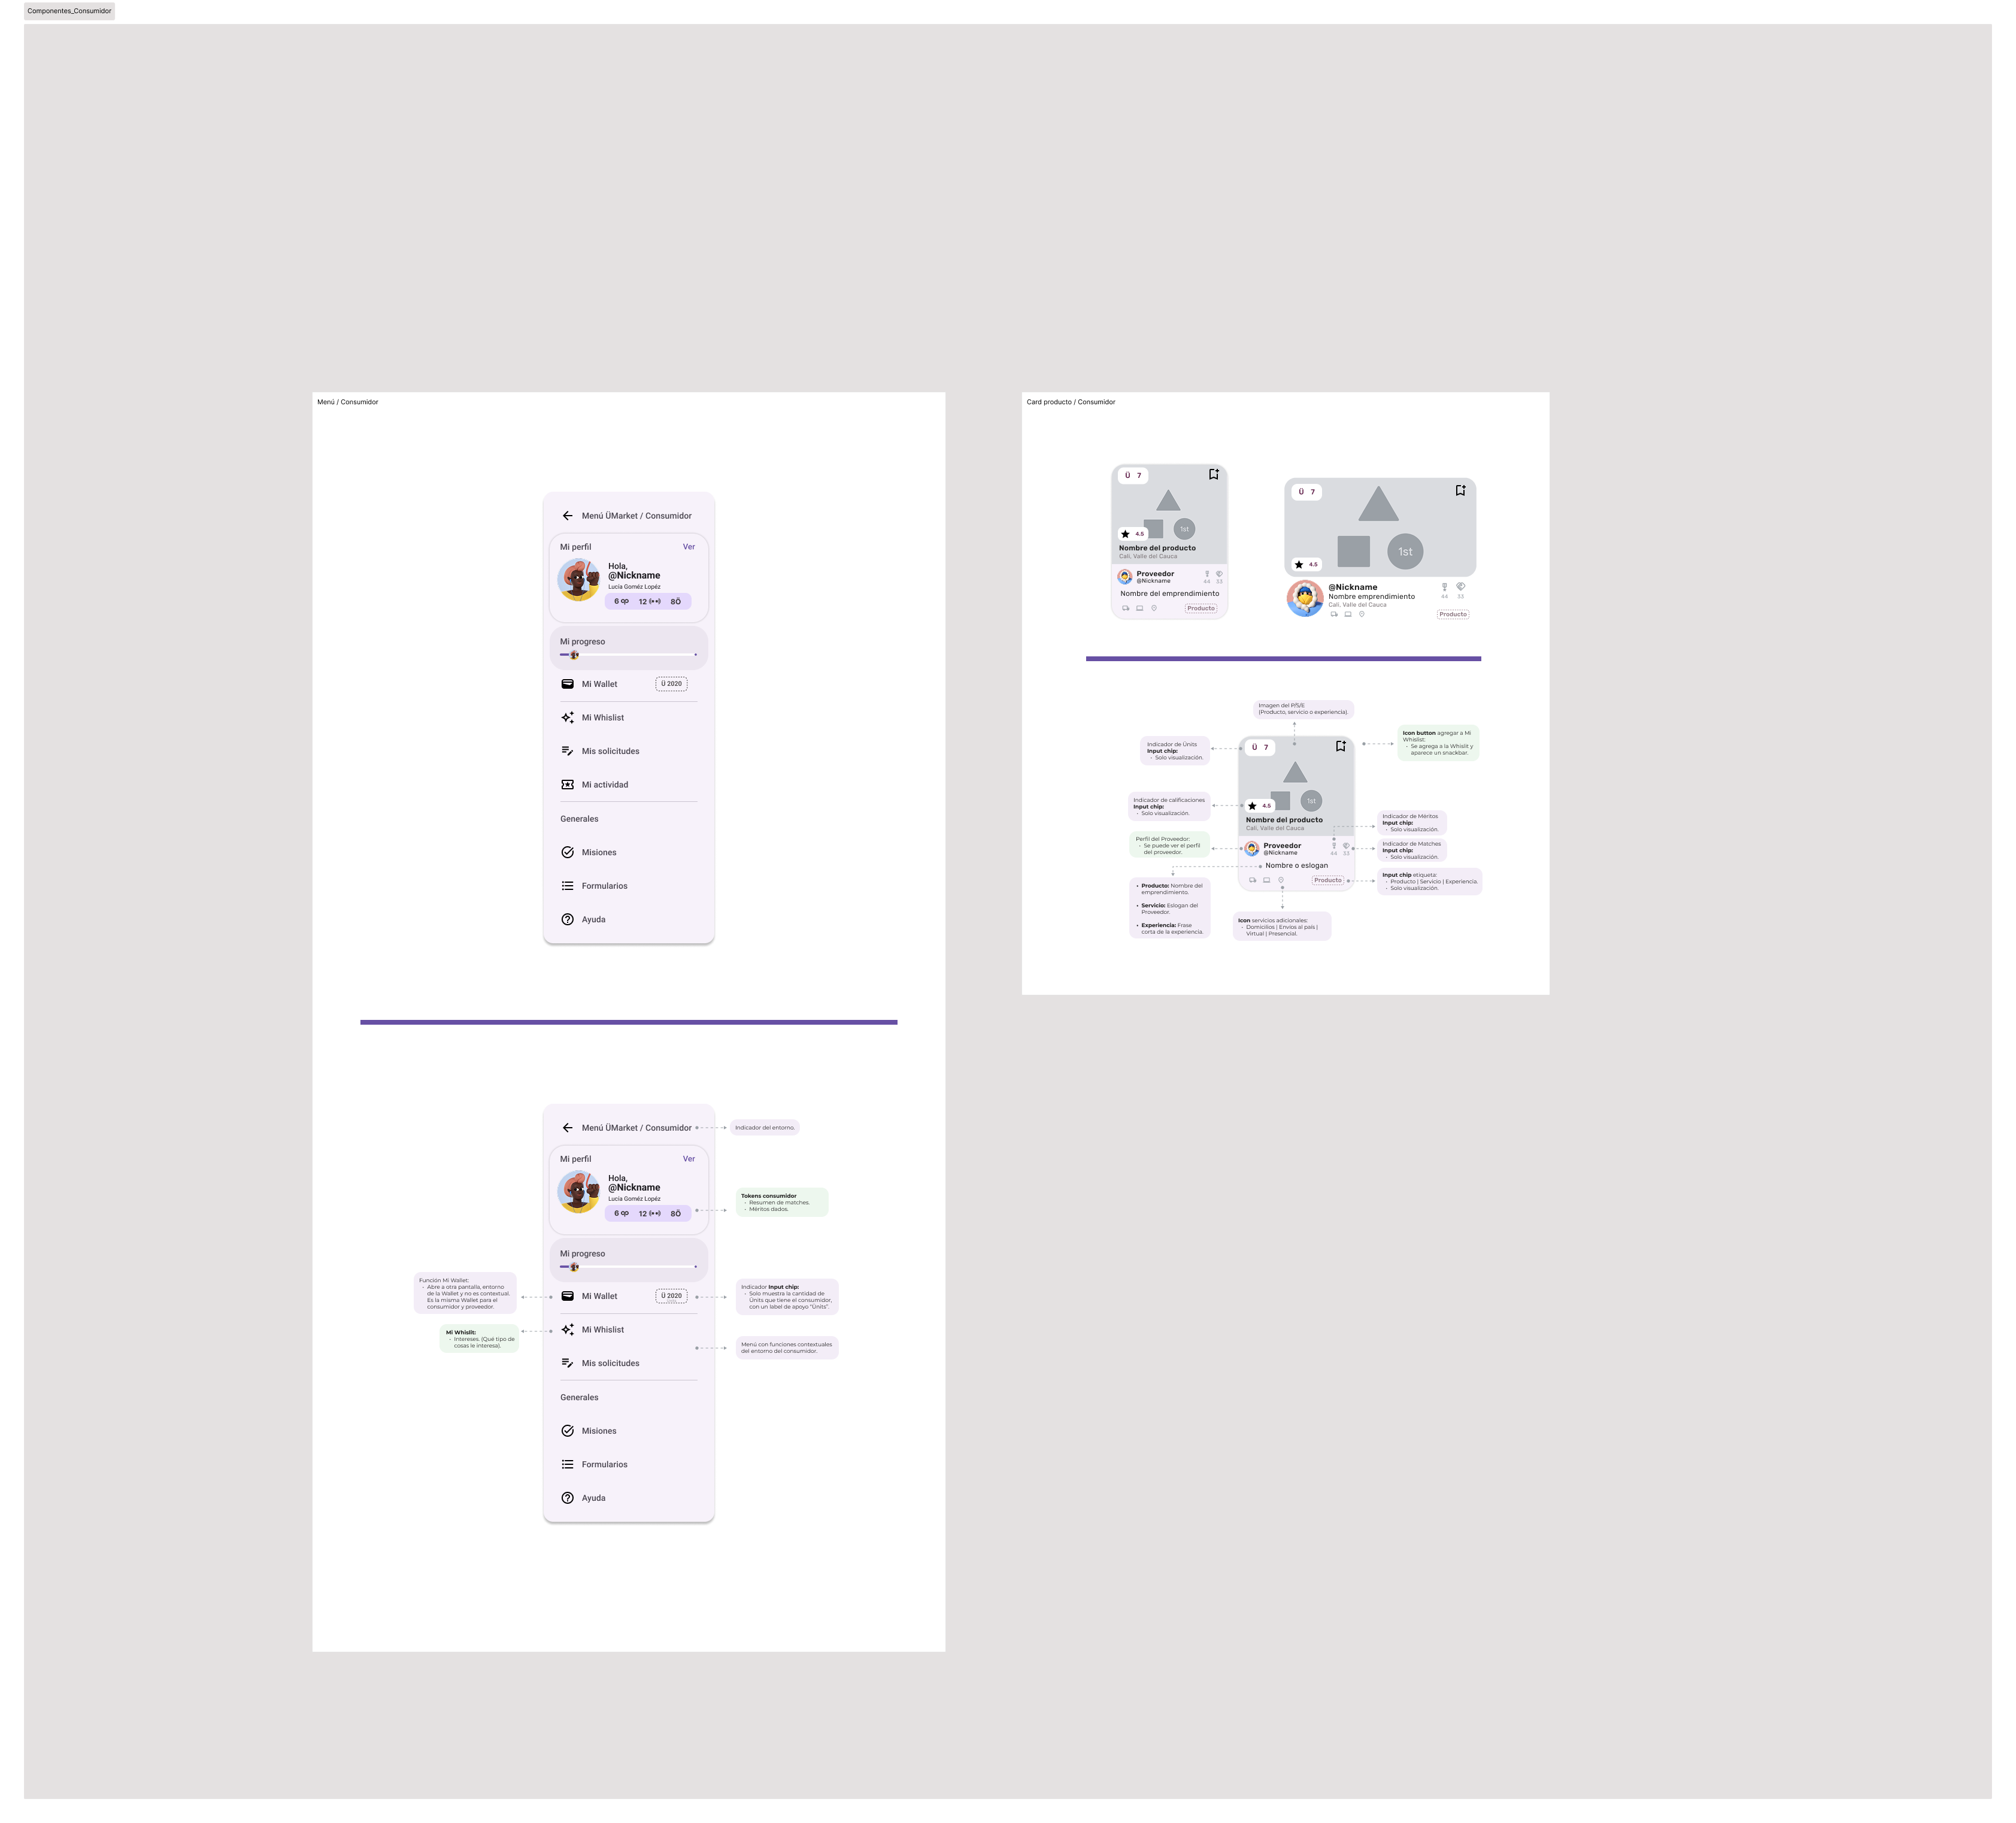 Componentes_Consumidor
Menú / Consumidor
Menú ÜMarket / Consumidor
Mi perfil
Ver
Hola,
@Nickname
Lucía Goméz Lopéz
6
12
8Ö
Mi progreso
Mi Wallet
Ü 2020
Mi Whislist
Mis solicitudes
Mi actividad
Generales
Misiones
Formularios
Ayuda
Menú ÜMarket / Consumidor
Indicador del entorno.
Mi perfil
Ver
Hola,
@Nickname
Lucía Goméz Lopéz
6
12
8Ö
Tokens consumidor
- Resumen de matches.
- Méritos dados.
Mi progreso
Función Mi Wallet:
- Abre a otra pantalla, entorno
de la Wallet y no es contextual.
Es la misma Wallet para el
consumidor y proveedor.
Mi Wallet
Ü 2020
Indicador Input chip:
- Solo muestra la cantidad de
Ünits que tiene el consumidor,
con un label de apoyo "Ünits".
Mi Whislit:
- Intereses. (Qué tipo de
cosas le interesa).
Mi Whislist
Menú con funciones contextuales
del entorno del consumidor.
Mis solicitudes
Generales
Misiones
Formularios
Ayuda
Card producto / Consumidor
Ü 7
1st
4.5
Nombre del producto
Cali, Valle del Cauca
Proveedor
@Nickname
44 33
Nombre del emprendimiento
Producto
Ü 7
1st
4.5
@Nickname
Nombre emprendimiento
Cali, Valle del Cauca
44 33
Producto
Imagen del P/S/E
(Producto, servicio o experiencia).
Indicador de Ünits
Input chip:
- Solo visualización.
Ü 7
Icon button agregar a Mi
Whislist:
- Se agrega a la Whislit y
aparece un snackbar.
Indicador de calificaciones
Input chip:
- Solo visualización.
1st
4.5
Nombre del producto
Cali, Valle del Cauca
Indicador de Méritos
Input chip:
- Solo visualización.
Perfil del Proveedor:
- Se puede ver el perfil
del proveedor.
Proveedor
@Nickname
44 33
Indicador de Matches
Input chip:
- Solo visualización.
Nombre o eslogan
Producto
Input chip etiqueta:
- Producto | Servicio | Experiencia.
- Solo visualización.
• Producto: Nombre del
emprendimiento.
• Servicio: Eslogan del
Proveedor.
• Experiencia: Frase
corta de la experiencia.
Icon servicios adicionales:
- Domicilios | Envíos al país |
Virtual | Presencial.